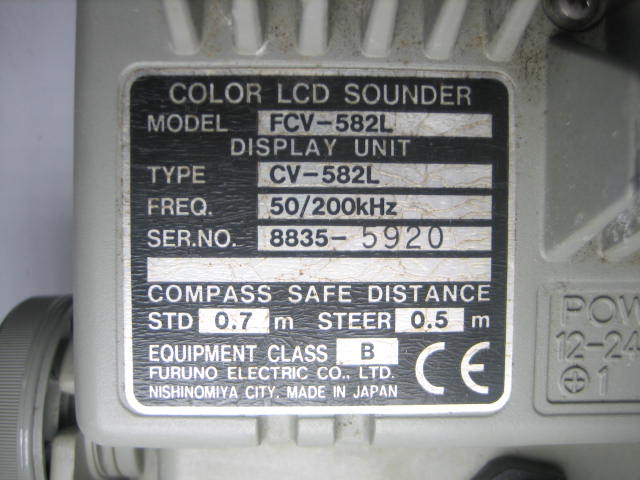 COLOR LCD SOUNDER
MODEL FCV-582L
DISPLAY UNIT
TYPE CV-582L
FREQ. 50/200kHz
SER.NO. 8835-5920
COMPASS SAFE DISTANCE
STD 0.7 m STEER 0.5 m
EQUIPMENT CLASS B
FURUNO ELECTRIC CO., LTD.
NISHINOMIYA CITY, MADE IN JAPAN
CE
12-24
⊕1